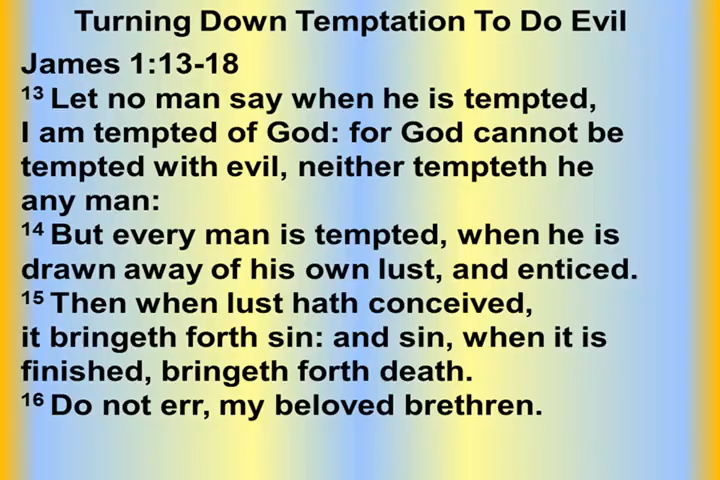 Turning Down Temptation To Do Evil
James 1:13-18
13 Let no man say when he is tempted,
I am tempted of God: for God cannot be
tempted with evil, neither tempteth he
any man:
14 But every man is tempted, when he is
drawn away of his own lust, and enticed.
15 Then when lust hath conceived,
it bringeth forth sin: and sin, when it is
finished, bringeth forth death.
16 Do not err, my beloved brethren.